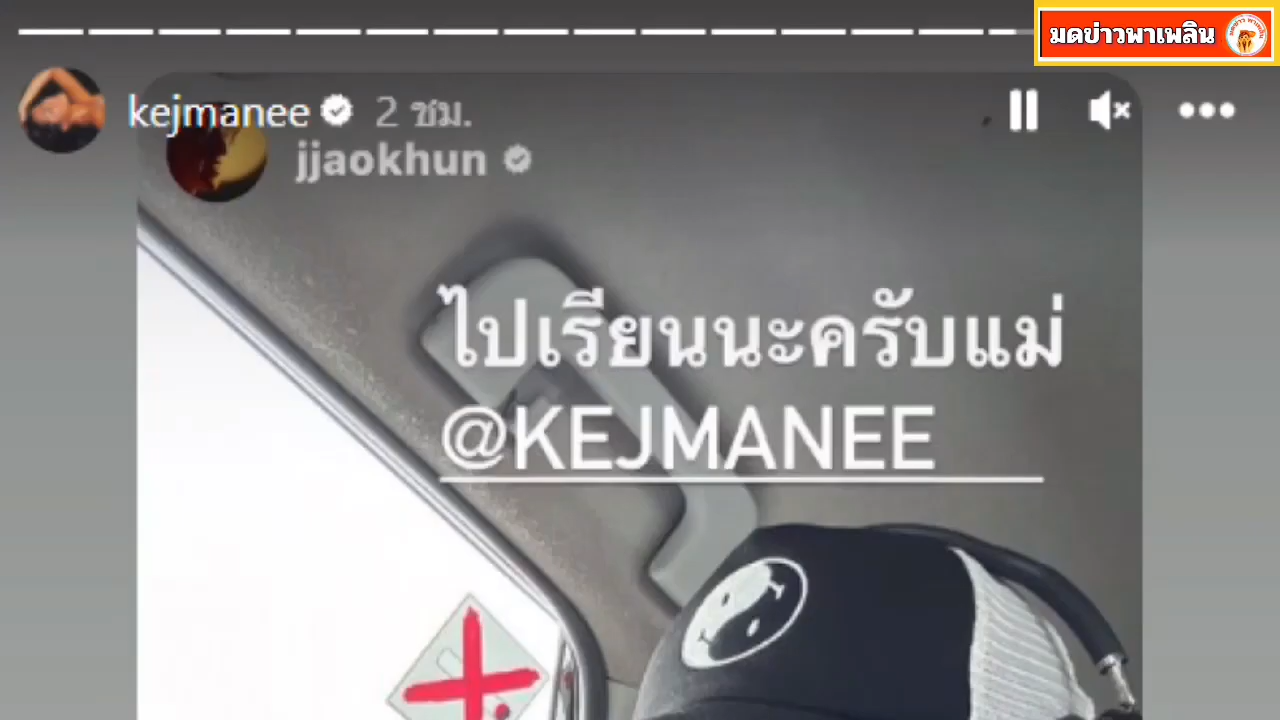 มดข่าวพาเพลิน
kejmanee 2 ชม.
jjaokhun
ไปเรียนนะครับแม่
@KEJMANEE